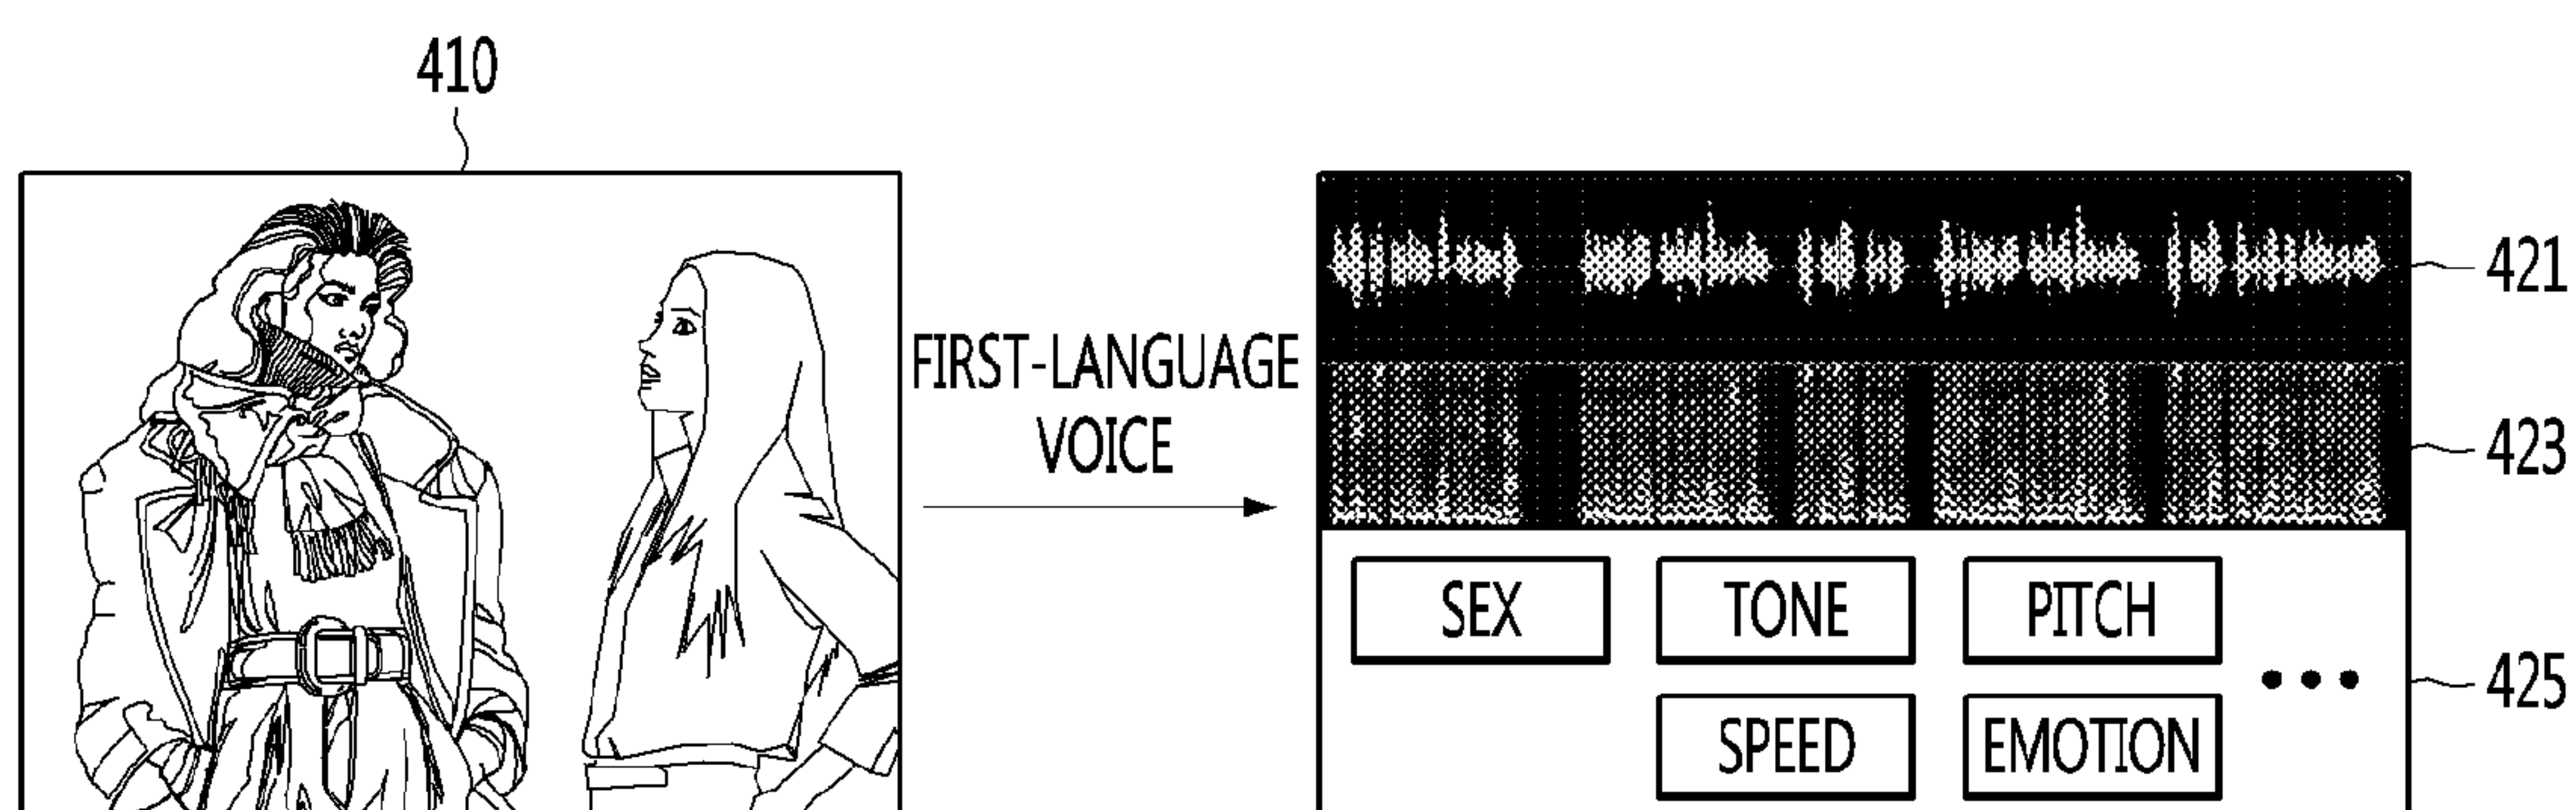 410
FIRST-LANGUAGE
VOICE
421
423
SEX TONE PITCH
425
SPEED EMOTION